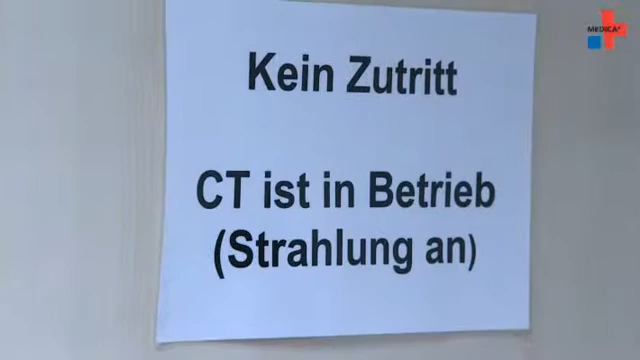 MEDICA
Kein Zutritt
CT ist in Betrieb
(Strahlung an)